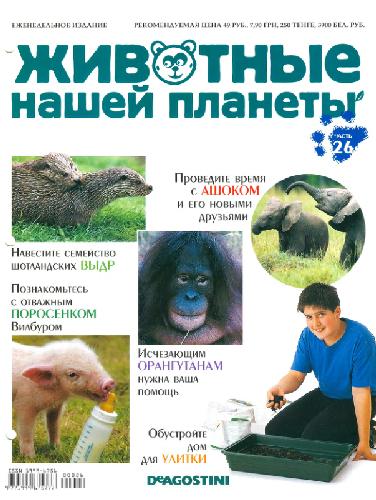 ЕЖЕНЕДЕЛЬНОЕ ИЗДАНИЕ
РЕКОМЕНДУЕМАЯ ЦЕНА 49 РУБ., 7,90 ГРН, 250 ТЕНГЕ, 3900 БЕЛ. РУБ.
ЖИВОТНЫЕ
НАШЕЙ ПЛАНЕТЫ
ЧАСТЬ
26
Проведите время
с АШОКОМ
и его новыми
друзьями
Навестите семейство
шотландских ВЫДР
Познакомьтесь
с отважным
ПОРОСЕНКОМ
Вилбуром
Исчезающим
ОРАНГУТАНАМ
нужна ваша
помощь
Обустройте
дом
для УЛИТКИ
00026
DeAGOSTINI